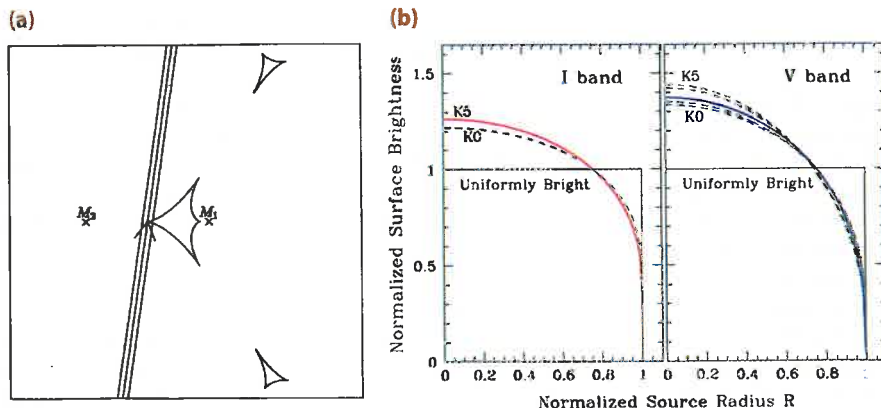 (a)
M₂
M₁
(b)
Normalized Surface Brightness
I band
V band
K5
K0
Uniformly Bright
K5
K0
Uniformly Bright
1.5
1
0.5
0
0 0.2 0.4 0.6 0.8 1
0 0.2 0.4 0.6 0.8 1
Normalized Source Radius R